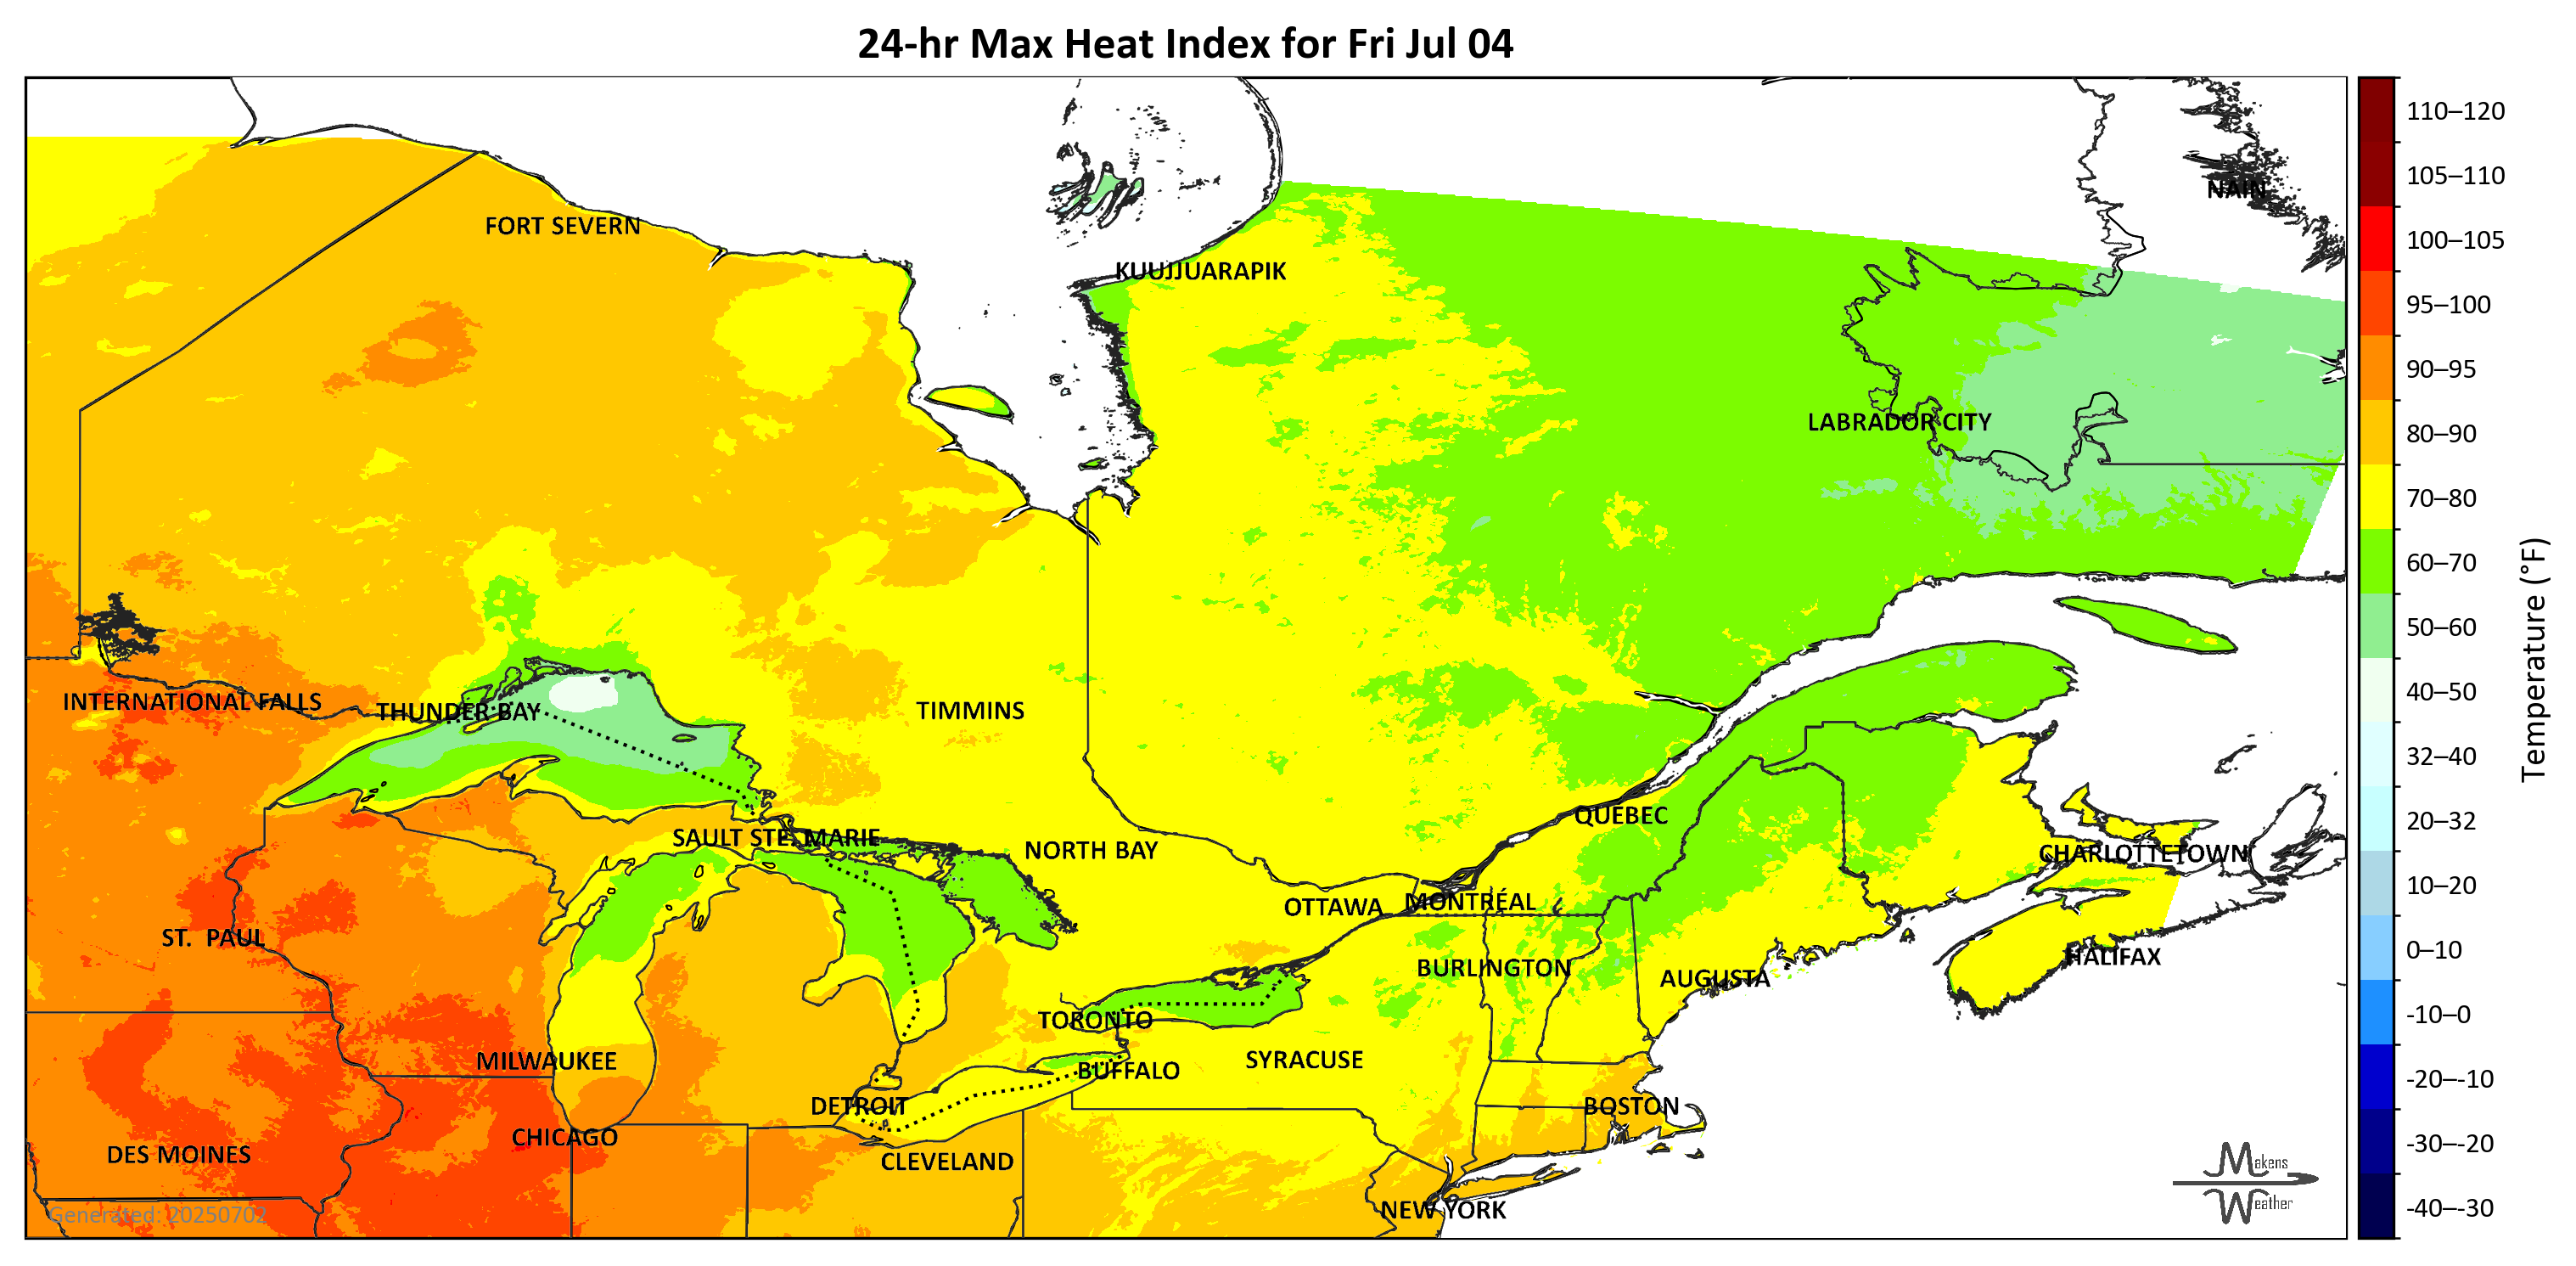 24-hr Max Heat Index for Fri Jul 04
NAIN
FORT SEVERN
KUUJJUARAPIK
LABRADOR CITY
INTERNATIONAL FALLS
THUNDER BAY
TIMMINS
QUEBEC
SAULT STE. MARIE
NORTH BAY
CHARLOTTETOWN
OTTAWA
MONTRÉAL
ST.  PAUL
HALIFAX
BURLINGTON
AUGUSTA
TORONTO
MILWAUKEE
SYRACUSE
BUFFALO
DETROIT
BOSTON
CHICAGO
DES MOINES
CLEVELAND
NEW YORK
Generated: 20250702
Makens
Weather
110–120
105–110
100–105
95–100
90–95
80–90
70–80
60–70
50–60
40–50
32–40
20–32
10–20
0–10
-10–0
-20–-10
-30–-20
-40–-30
Temperature (°F)